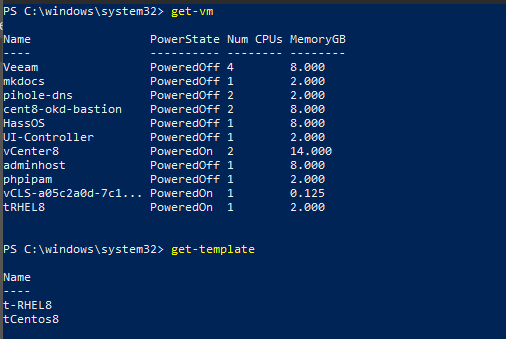 PS C:\windows\system32> get-vm
Name PowerState Num CPUs MemoryGB
---- ---------- -------- --------
Veeam PoweredOff 4 8.000
mkdocs PoweredOff 1 2.000
pihole-dns PoweredOff 2 2.000
cent8-okd-bastion PoweredOff 2 8.000
HassOS PoweredOff 1 8.000
UI-Controller PoweredOff 1 2.000
vCenter8 PoweredOn 2 14.000
adminhost PoweredOff 1 8.000
phpipam PoweredOff 1 2.000
vCLS-a05c2a0d-7c1... PoweredOn 1 0.125
tRHEL8 PoweredOn 1 2.000
PS C:\windows\system32> get-template
Name
----
t-RHEL8
tCentos8